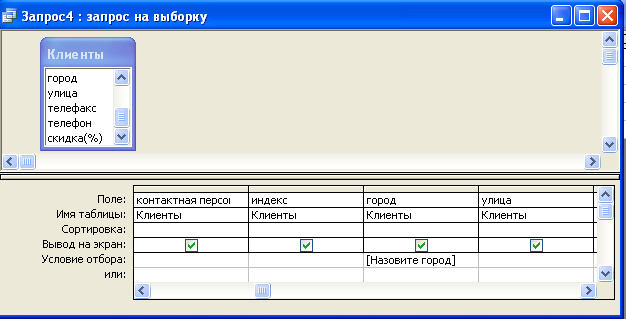 Запрос4 : запрос на выборку
Клиенты
город
улица
телефакс
телефон
скидка(%)
Поле: контактная персо индекс город улица
Имя таблицы: Клиенты Клиенты Клиенты Клиенты
Сортировка:
Вывод на экран:
Условие отбора: [Назовите город]
или: